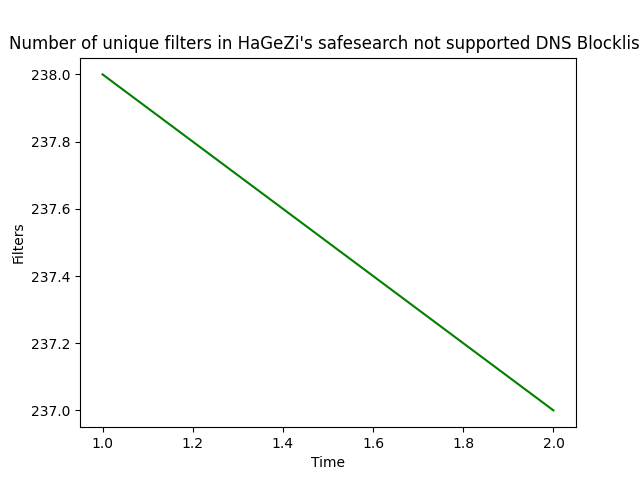 Number of unique filters in HaGeZi's safesearch not supported DNS Blocklis
238.0
237.8
237.6
237.4
237.2
237.0
Filters
1.0 1.2 1.4 1.6 1.8 2.0
Time